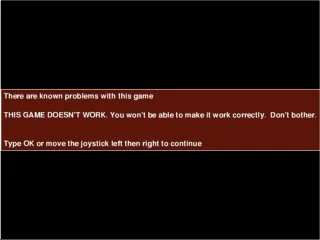 There are known problems with this game
THIS GAME DOESN'T WORK. You won't be able to make it work correctly.  Don't bother.
Type OK or move the joystick left then right to continue